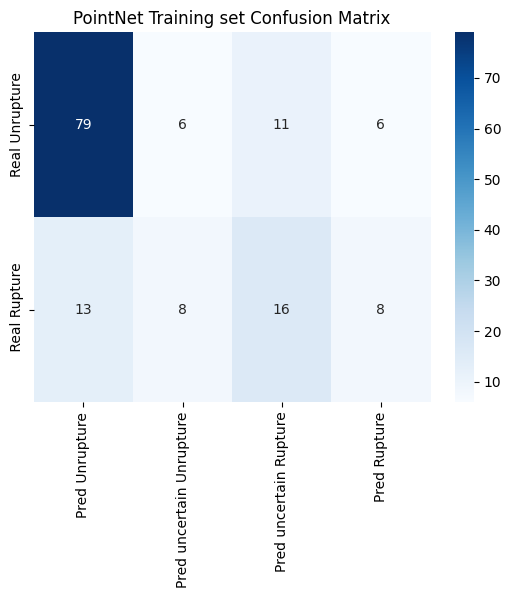 PointNet Training set Confusion Matrix
Real Unrupture
79
6
11
6
Real Rupture
13
8
16
8
Pred Unrupture
Pred uncertain Unrupture
Pred uncertain Rupture
Pred Rupture
70
60
50
40
30
20
10